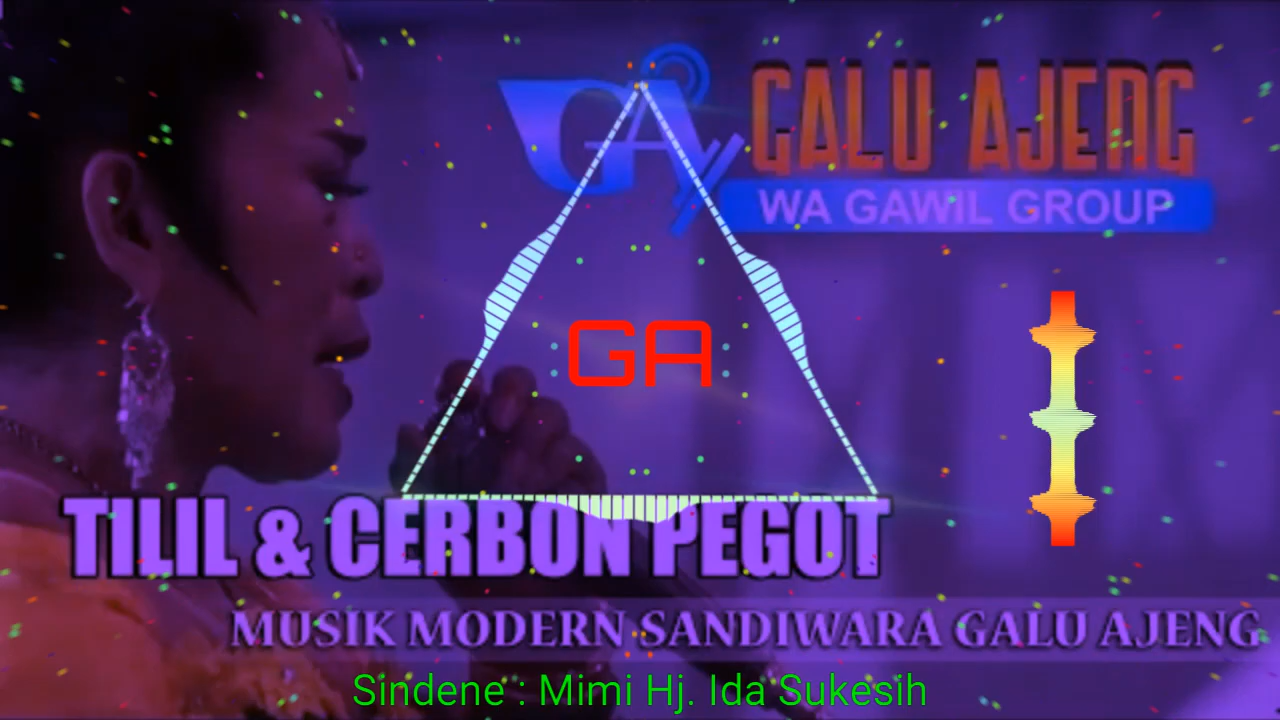 GA
GALU AJENG
WA GAWIL GROUP
GA
TILIL & CERBON PEGOT
MUSIK MODERN SANDIWARA GALU AJENG
Sindene : Mimi Hj. Ida Sukesih